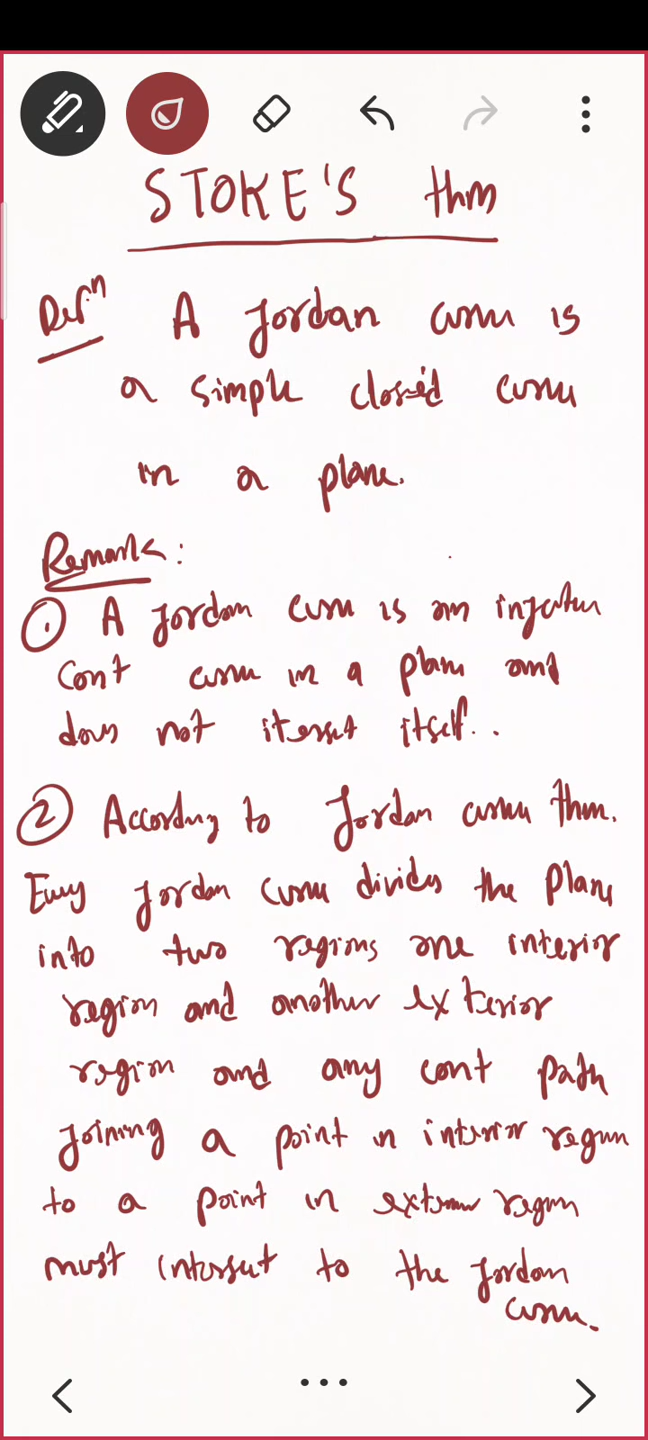 STOKE'S thm
Defn A Jordan curve is
a simple closed curve
in a plane.
Remark:
① A Jordan curve is an injective
cont curve in a plane and
does not iterset itself..
② According to Jordan curve thm.
Every Jordan curve divides the plane
into two regions one interior
region and another exterior
region and any cont path
joining a point in interior region
to a point in exterior region
must intersect to the Jordan
curve.